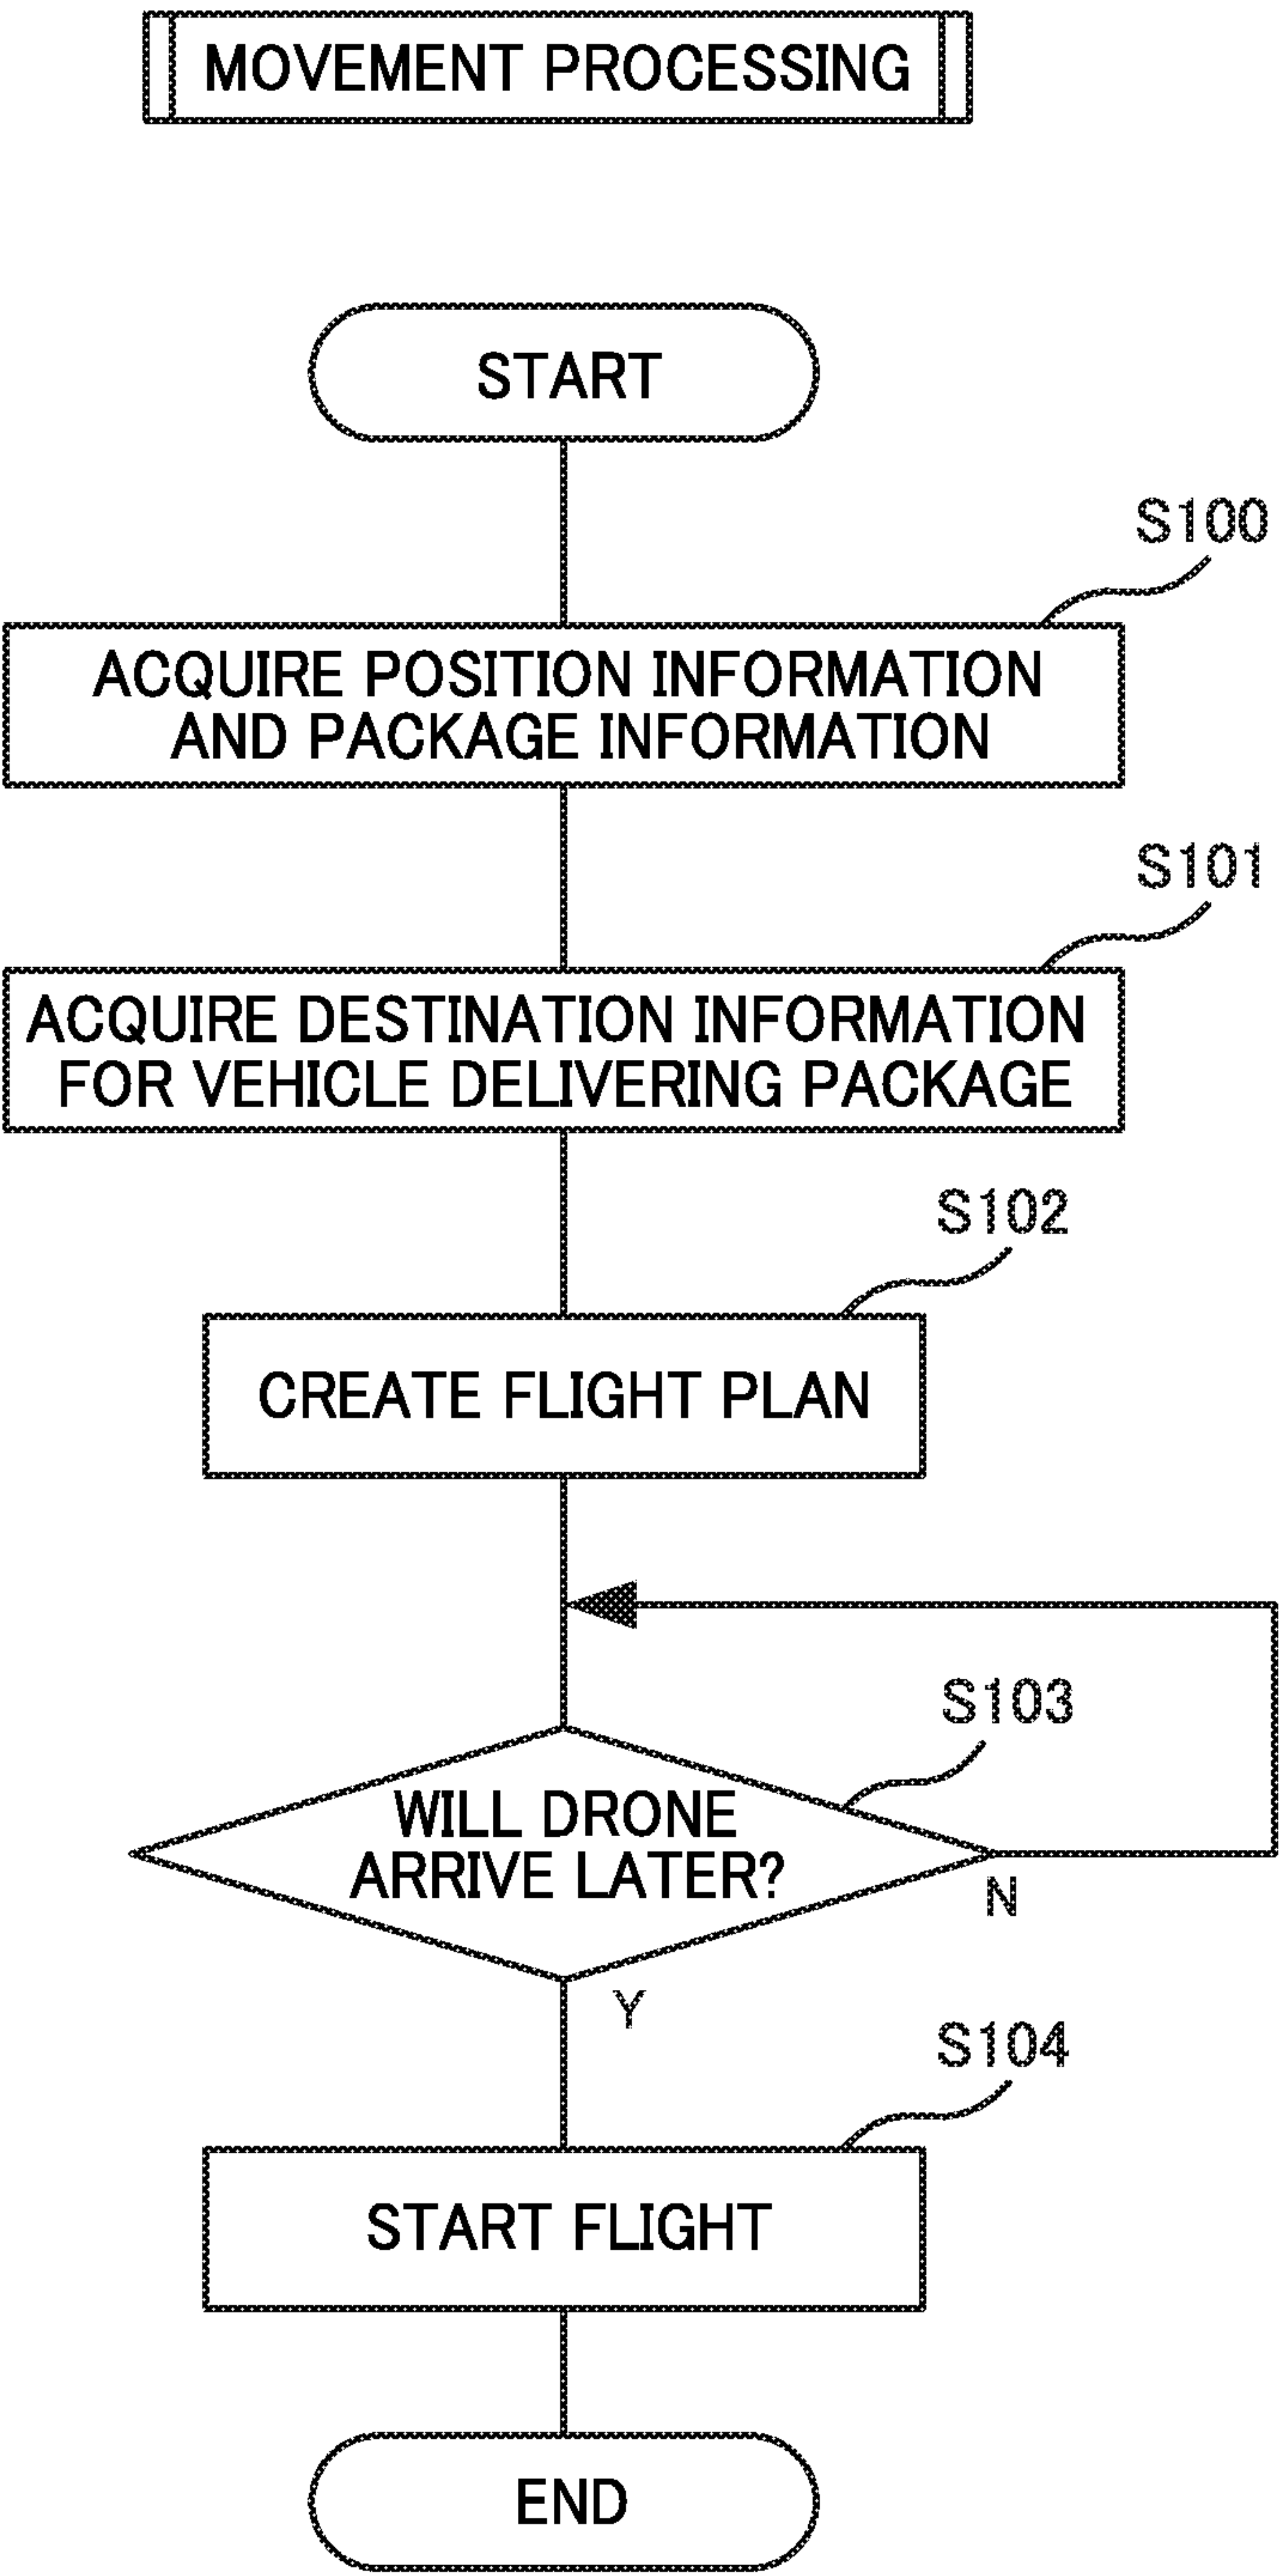 MOVEMENT PROCESSING
START
S100
ACQUIRE POSITION INFORMATION
AND PACKAGE INFORMATION
S101
ACQUIRE DESTINATION INFORMATION
FOR VEHICLE DELIVERING PACKAGE
S102
CREATE FLIGHT PLAN
S103
WILL DRONE
ARRIVE LATER?
N
Y
S104
START FLIGHT
END